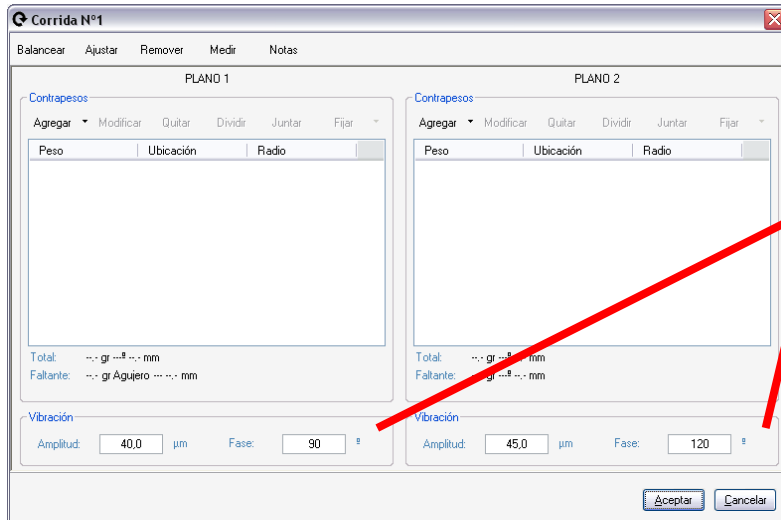 Corrida Nº1
Balancear Ajustar Remover Medir Notas
PLANO 1
Contrapesos
Agregar Modificar Quitar Dividir Juntar Fijar
Peso Ubicación Radio
Total: --.- gr ---º --.- mm
Faltante: --.- gr Agujero --- --.- mm
Vibración
Amplitud: 40,0 µm Fase: 90 º
PLANO 2
Contrapesos
Agregar Modificar Quitar Dividir Juntar Fijar
Peso Ubicación Radio
Total: --.- gr ---º --.- mm
Faltante: --.- gr ---º --.- mm
Vibración
Amplitud: 45,0 µm Fase: 120 º
Aceptar Cancelar